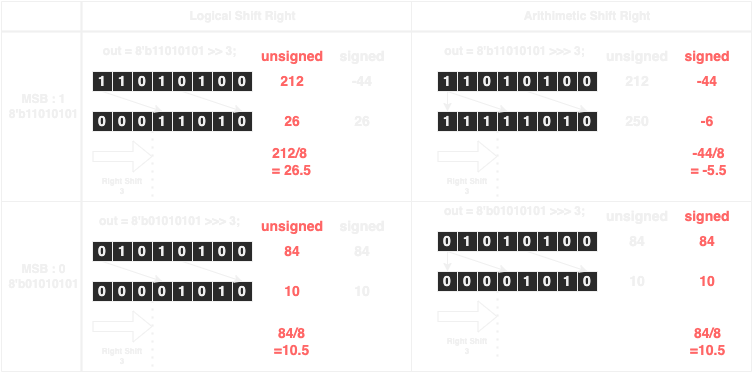 Logical Shift Right
Arithmatic Shift Right
MSB : 1
8'b11010101
out = 8'b11010101 >> 3;
unsigned
signed
1 1 0 1 0 1 0 0
212
-44
0 0 0 1 1 0 1 0
26
26
Right Shift
3
212/8
= 26.5
out = 8'b11010101 >>> 3;
unsigned
signed
1 1 0 1 0 1 0 0
212
-44
1 1 1 1 1 0 1 0
250
-6
Right Shift
3
-44/8
= -5.5
MSB : 0
8'b01010101
out = 8'b01010101 >>> 3;
unsigned
signed
0 1 0 1 0 1 0 0
84
84
0 0 0 0 1 0 1 0
10
10
Right Shift
3
84/8
=10.5
out = 8'b01010101 >>> 3;
unsigned
signed
0 1 0 1 0 1 0 0
84
84
0 0 0 0 1 0 1 0
10
10
Right Shift
3
84/8
=10.5